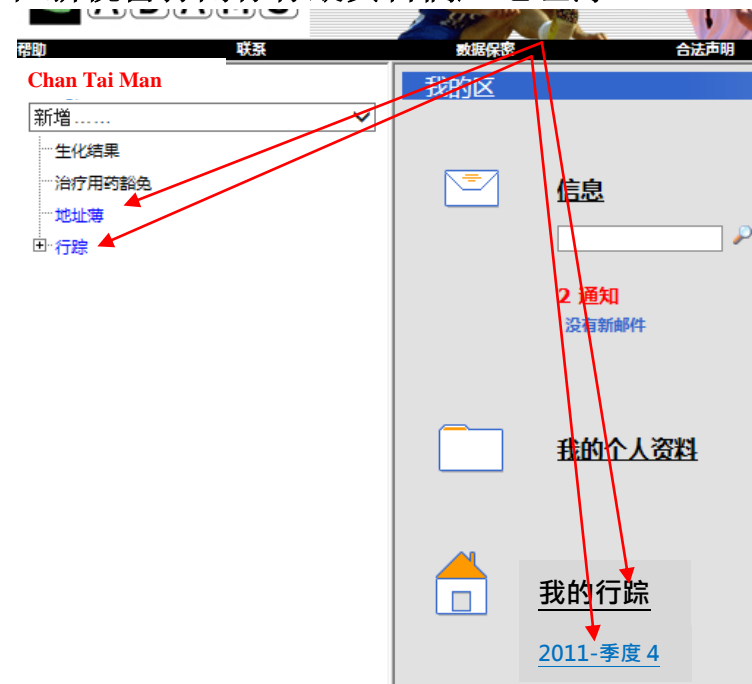 ADAMS
帮助 联系 数据保密 合法声明
Chan Tai Man
新增……
生化结果
治疗用药豁免
地址薄
行踪
我的区
信息
2 通知
没有新邮件
我的个人资料
我的行踪
2011-季度 4